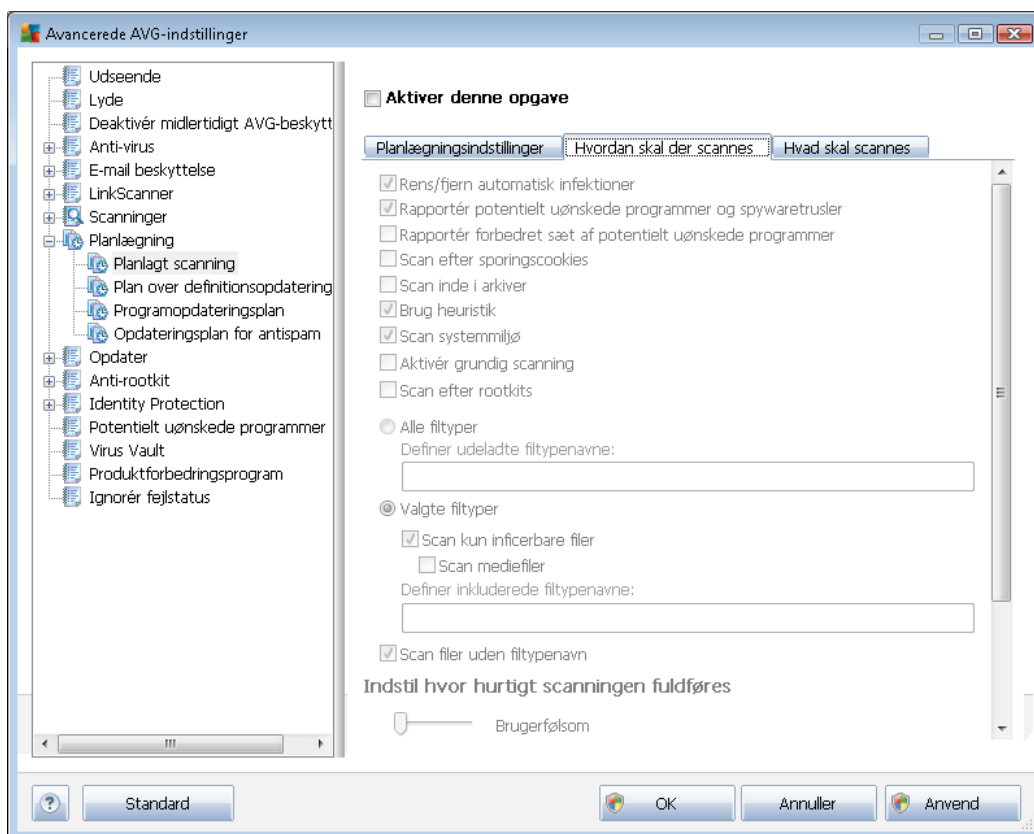 Avancerede AVG-indstillinger
Udseende
Lyde
Deaktivér midlertidigt AVG-beskytt
Anti-virus
E-mail beskyttelse
LinkScanner
Scanninger
Planlægning
Planlagt scanning
Plan over definitionsopdatering
Programopdateringsplan
Opdateringsplan for antispam
Opdater
Anti-rootkit
Identity Protection
Potentielt uønskede programmer
Virus Vault
Produktforbedringsprogram
Ignorér fejlstatus
Aktiver denne opgave
Planlægningsindstillinger
Hvordan skal der scannes
Hvad skal scannes
Rens/fjern automatisk infektioner
Rapportér potentielt uønskede programmer og spywaretrusler
Rapportér forbedret sæt af potentielt uønskede programmer
Scan efter sporingscookies
Scan inde i arkiver
Brug heuristik
Scan systemmiljø
Aktivér grundig scanning
Scan efter rootkits
Alle filtyper
Definer udeladte filtypenavne:
Valgte filtyper
Scan kun inficerbare filer
Scan mediefiler
Definer inkluderede filtypenavne:
Scan filer uden filtypenavn
Indstil hvor hurtigt scanningen fuldføres
Brugerfølsom
?
Standard
OK
Annuller
Anvend